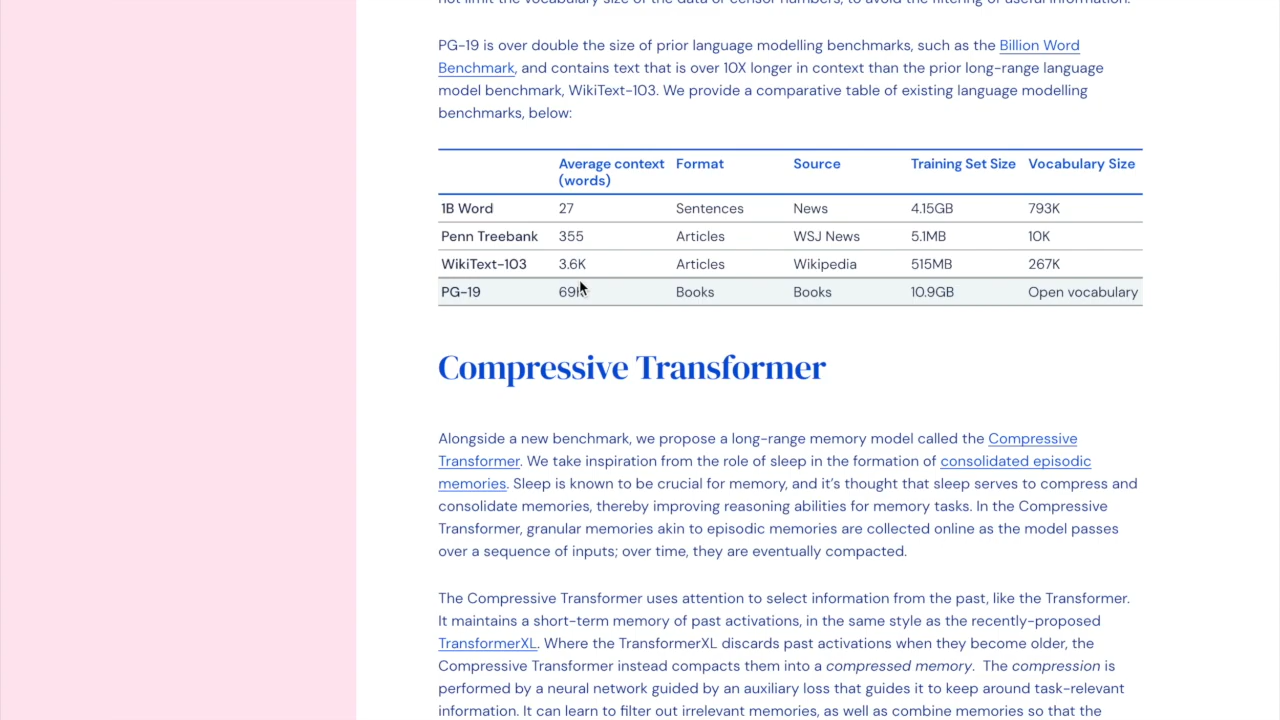 not limit the vocabulary size of the data or censor numbers, to avoid the filtering of useful information.
PG-19 is over double the size of prior language modelling benchmarks, such as the Billion Word
Benchmark, and contains text that is over 10X longer in context than the prior long-range language
model benchmark, WikiText-103. We provide a comparative table of existing language modelling
benchmarks, below:
Average context (words) Format Source Training Set Size Vocabulary Size
1B Word 27 Sentences News 4.15GB 793K
Penn Treebank 355 Articles WSJ News 5.1MB 10K
WikiText-103 3.6K Articles Wikipedia 515MB 267K
PG-19 69K Books Books 10.9GB Open vocabulary
Compressive Transformer
Alongside a new benchmark, we propose a long-range memory model called the Compressive
Transformer. We take inspiration from the role of sleep in the formation of consolidated episodic
memories. Sleep is known to be crucial for memory, and it’s thought that sleep serves to compress and
consolidate memories, thereby improving reasoning abilities for memory tasks. In the Compressive
Transformer, granular memories akin to episodic memories are collected online as the model passes
over a sequence of inputs; over time, they are eventually compacted.
The Compressive Transformer uses attention to select information from the past, like the Transformer.
It maintains a short-term memory of past activations, in the same style as the recently-proposed
TransformerXL. Where the TransformerXL discards past activations when they become older, the
Compressive Transformer instead compacts them into a compressed memory. The compression is
performed by a neural network guided by an auxiliary loss that guides it to keep around task-relevant
information. It can learn to filter out irrelevant memories, as well as combine memories so that the